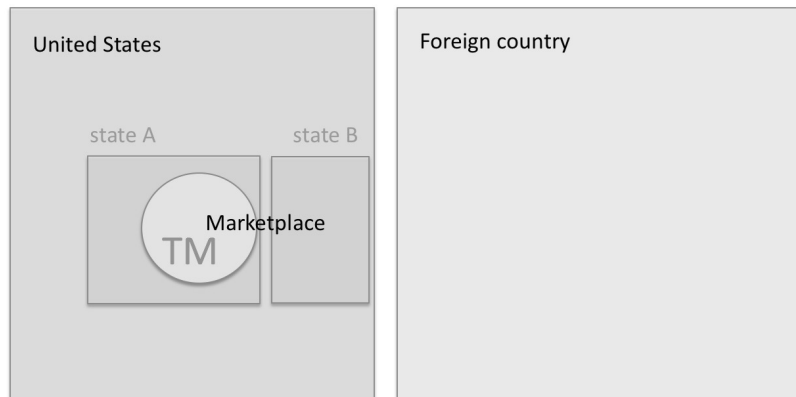 United States
Foreign country
state A
state B
Marketplace
TM